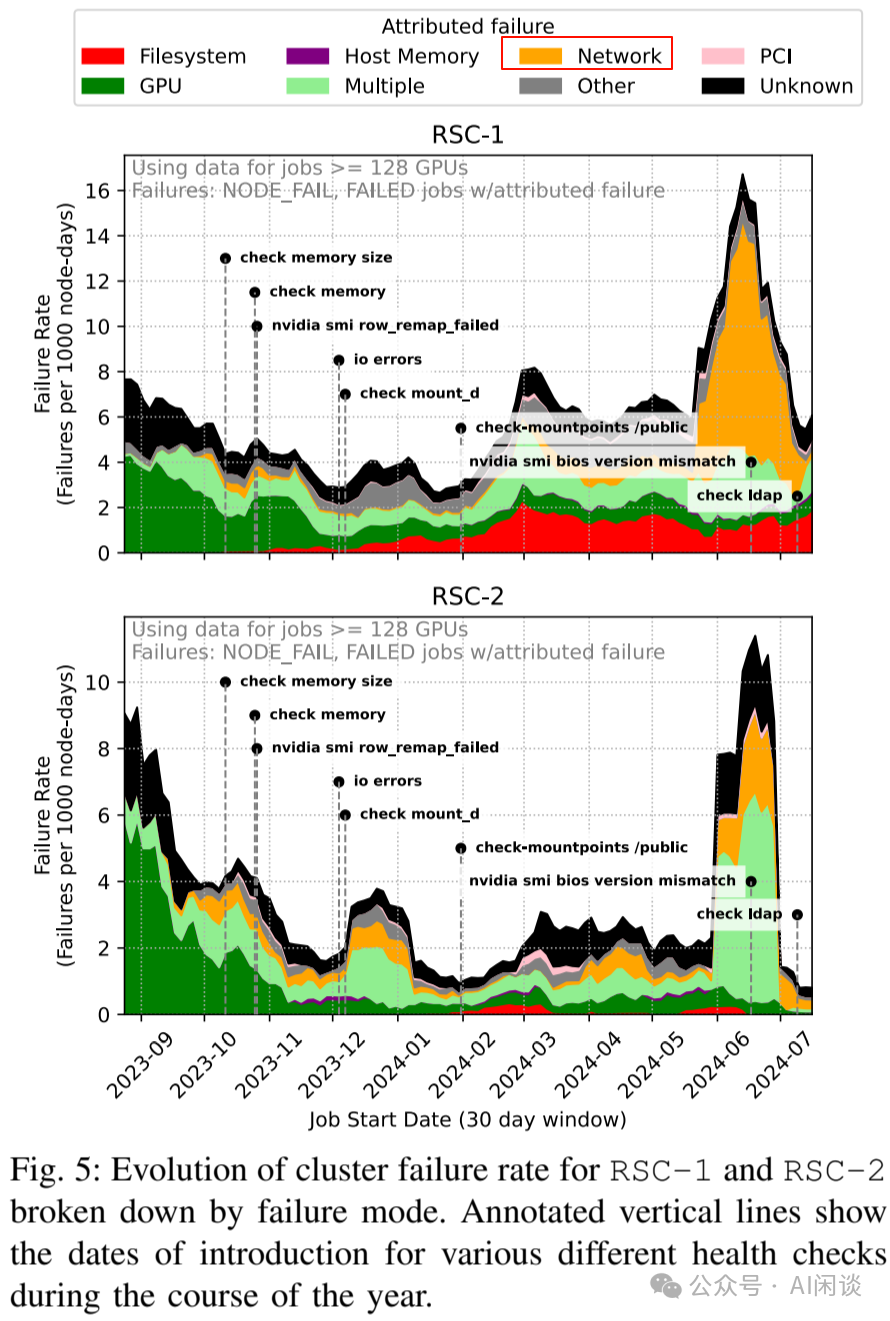 Attributed failure
Filesystem Host Memory Network PCI
GPU Multiple Other Unknown
RSC-1
Using data for jobs >= 128 GPUs
Failures: NODE_FAIL, FAILED jobs w/attributed failure
Failure Rate
(Failures per 1000 node-days)
16
14
12
10
8
6
4
2
0
check memory size
check memory
nvidia smi row_remap_failed
io errors
check mount_d
check-mountpoints /public
nvidia smi bios version mismatch
check ldap
RSC-2
Using data for jobs >= 128 GPUs
Failures: NODE_FAIL, FAILED jobs w/attributed failure
Failure Rate
(Failures per 1000 node-days)
10
8
6
4
2
0
check memory size
check memory
nvidia smi row_remap_failed
io errors
check mount_d
check-mountpoints /public
nvidia smi bios version mismatch
check ldap
2023-09 2023-10 2023-11 2023-12 2024-01 2024-02 2024-03 2024-04 2024-05 2024-06 2024-07
Job Start Date (30 day window)
Fig. 5: Evolution of cluster failure rate for RSC-1 and RSC-2
broken down by failure mode. Annotated vertical lines show
the dates of introduction for various different health checks
during the course of the year.
公众号 · AI闲谈